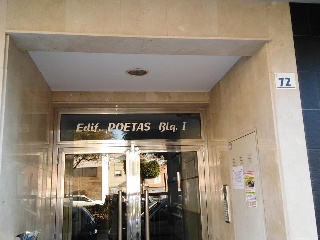 Edif. POETAS Blq. I
72